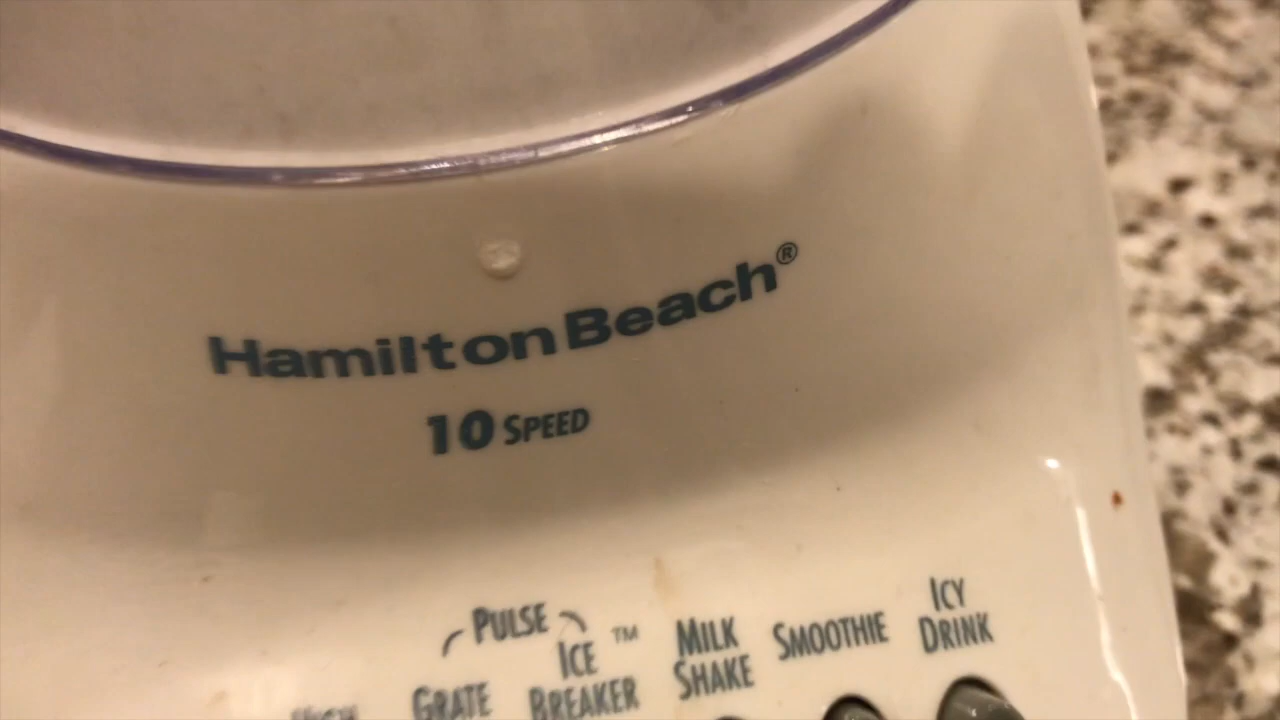 HamiltonBeach®
10 SPEED
PULSE
ICE ™
BREAKER
GRATE
MILK
SHAKE
SMOOTHIE
ICY
DRINK